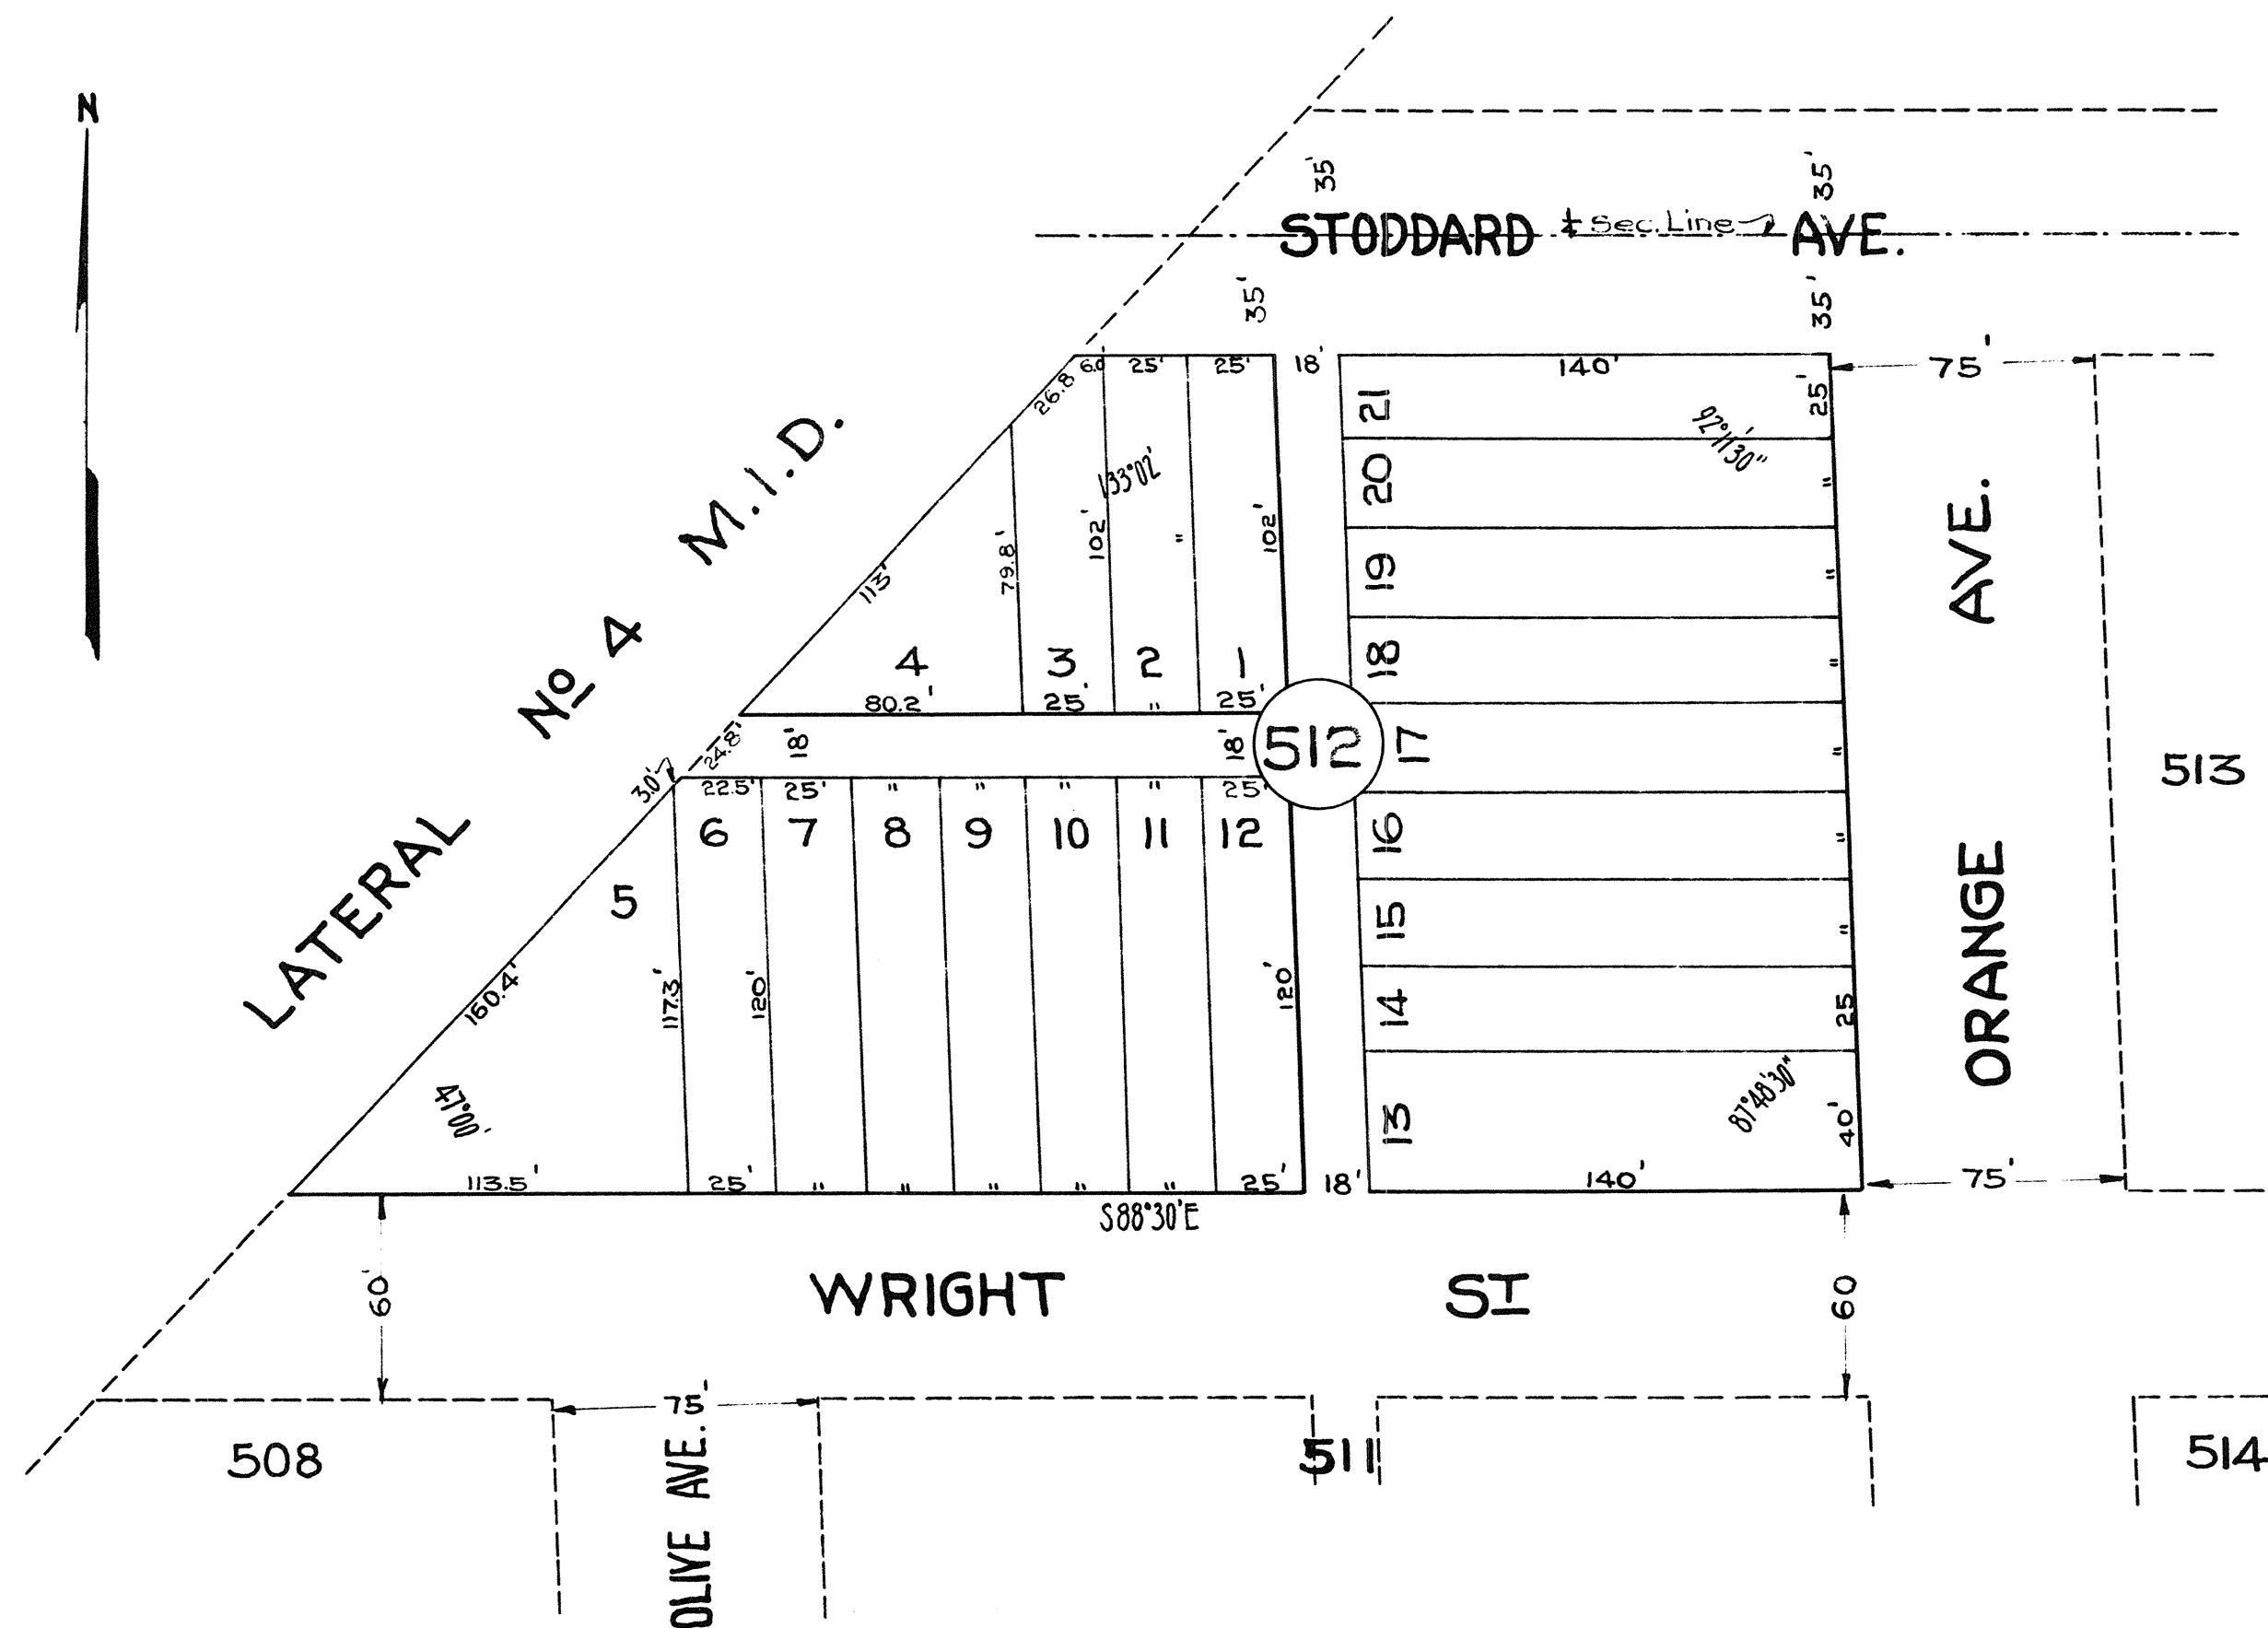 N
35' 35'
STODDARD ¼ Sec. Line AVE.
35' 35'
6.0' 25' 25' 18' 140' 75'
26.8
21 25'
92°11'30"
133°02'
20 "
102' " 102'
M.I.D.
79.8'
113'
19 "
AVE.
No 4
4 3 2 1
18 "
80.2' 25' " 25'
24.8' 18' 18' 512 17 "
513
3.0' 22.5' 25' " " " " 25'
6 7 8 9 10 11 12
16 "
LATERAL
5
15 "
ORANGE
160.4' 117.3' 120' 120'
14 25
47°00'
87°48'30"
13 40'
113.5' 25' " " " " " 25' 18' 140' 75'
S88°30'E
60' WRIGHT ST 60
75'
508 OLIVE AVE. 511 514